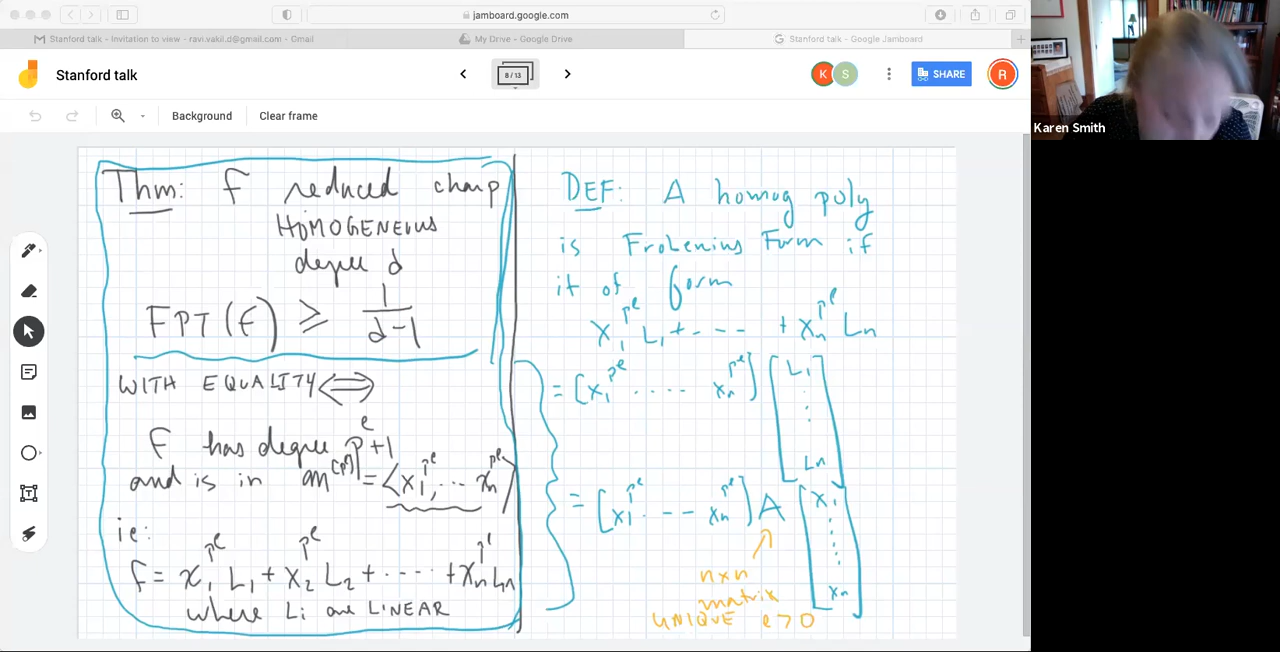 jamboard.google.com
Stanford talk - Invitation to view - ravi.vakil.d@gmail.com - Gmail
My Drive - Google Drive
Stanford talk - Google Jamboard
Stanford talk
8 / 13
K
S
SHARE
R
Background
Clear frame
Karen Smith
Thm: f reduced charp
HOMOGENEOUS
degree d
FPT(f) ≥ 1/(d-1)
WITH EQUALITY ⟺
f has degree p^e+1
and is in m^[p^e] = <x_1^p^e, ... x_n^p^e>
ie:
f = x_1^p^e L_1 + x_2^p^e L_2 + .... + x_n^p^e L_n
where Li are LINEAR
DEF: A homog poly
is Frobenius Form if
it of form
x_1^p^e L_1 + - - - - + x_n^p^e L_n
= [x_1^p^e .... x_n^p^e] [L_1 ⋮ L_n]
= [x_1^p^e .... x_n^p^e] A [x_1 ⋮ x_n]
nxn
matrix
UNIQUE e>0